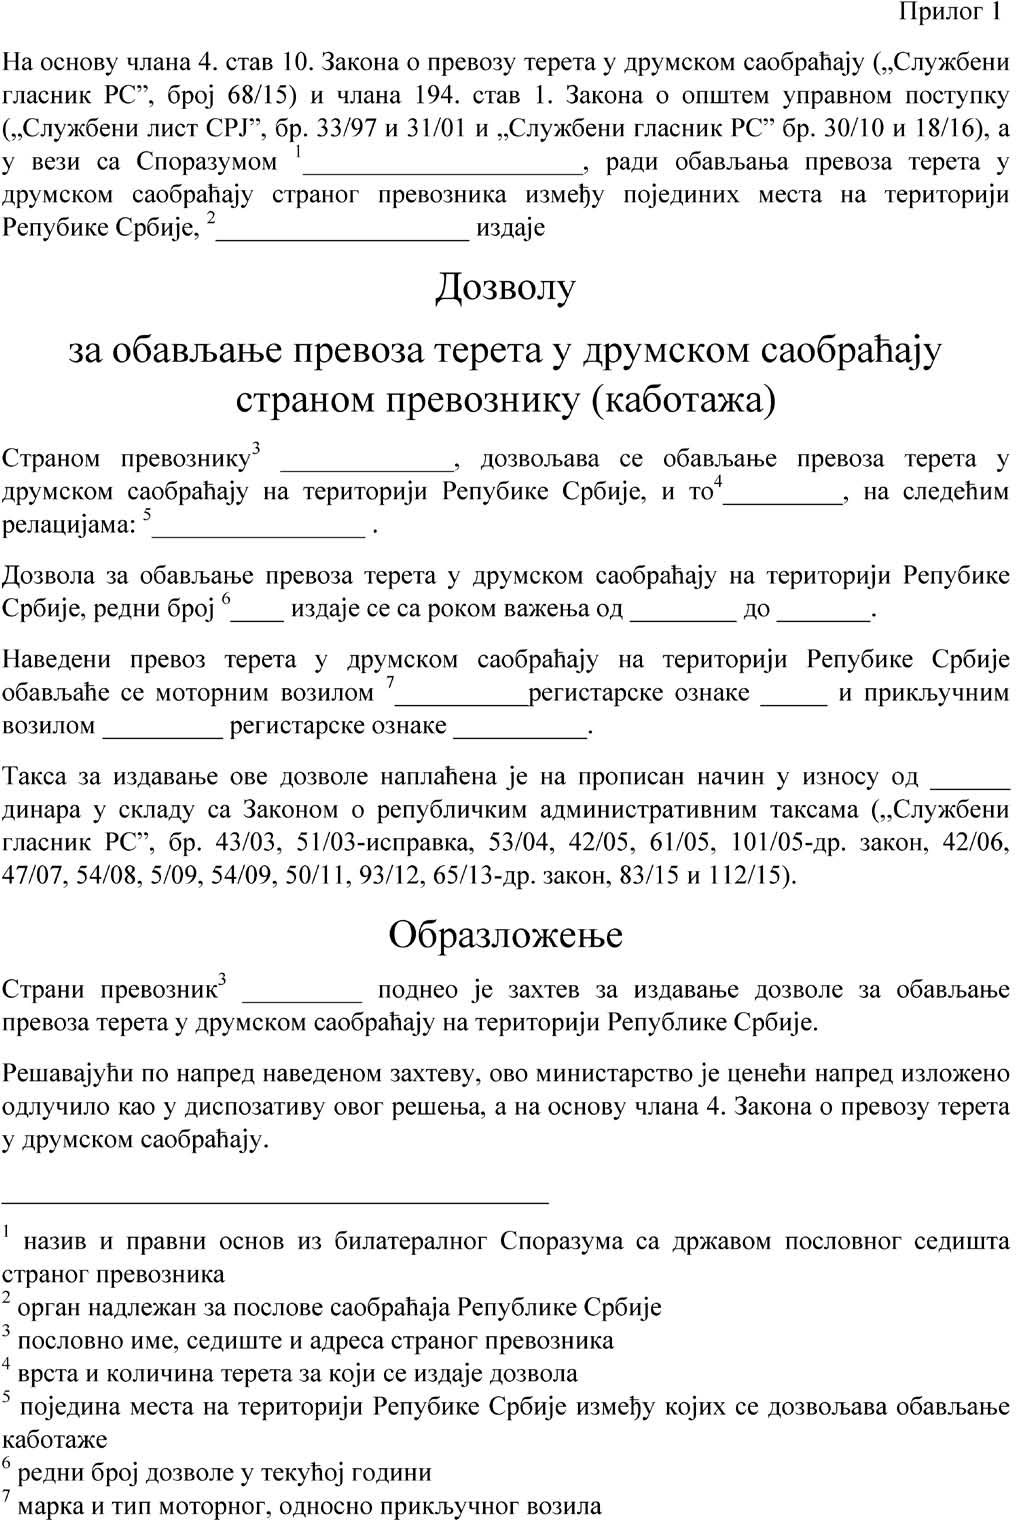 Прилог 1
На основу члана 4. став 10. Закона о превозу терета у друмском саобраћају („Службени
гласник РС”, број 68/15) и члана 194. став 1. Закона о општем управном поступку
(„Службени лист СРЈ”, бр. 33/97 и 31/01 и „Службени гласник РС” бр. 30/10 и 18/16), а
у вези са Споразумом ¹_____________________, ради обављања превоза терета у
друмском саобраћају страног превозника између појединих места на територији
Репубике Србије, ²___________________ издаје
Дозволу
за обављање превоза терета у друмском саобраћају
страном превознику (каботажа)
Страном превознику³ _____________, дозвољава се обављање превоза терета у
друмском саобраћају на територији Репубике Србије, и то⁴_________, на следећим
релацијама: ⁵________________ .
Дозвола за обављање превоза терета у друмском саобраћају на територији Репубике
Србије, редни број ⁶____ издаје се са роком важења од ________ до _______.
Наведени превоз терета у друмском саобраћају на територији Репубике Србије
обављаће се моторним возилом ⁷__________регистарске ознаке _____ и прикључним
возилом _________ регистарске ознаке __________.
Такса за издавање ове дозволе наплаћена је на прописан начин у износу од ______
динара у складу са Законом о републичким административним таксама („Службени
гласник РС”, бр. 43/03, 51/03-исправка, 53/04, 42/05, 61/05, 101/05-др. закон, 42/06,
47/07, 54/08, 5/09, 54/09, 50/11, 93/12, 65/13-др. закон, 83/15 и 112/15).
Образложење
Страни превозник³ _________ поднео је захтев за издавање дозволе за обављање
превоза терета у друмском саобраћају на територији Републике Србије.
Решавајући по напред наведеном захтеву, ово министарство је ценећи напред изложено
одлучило као у диспозативу овог решења, а на основу члана 4. Закона о превозу терета
у друмском саобраћају.
¹ назив и правни основ из билатералног Споразума са државом пословног седишта
страног превозника
² орган надлежан за послове саобраћаја Републике Србије
³ пословно име, седиште и адреса страног превозника
⁴ врста и количина терета за који се издаје дозвола
⁵ поједина места на територији Репубике Србије између којих се дозвољава обављање
каботаже
⁶ редни број дозволе у текућој години
⁷ марка и тип моторног, односно прикључног возила